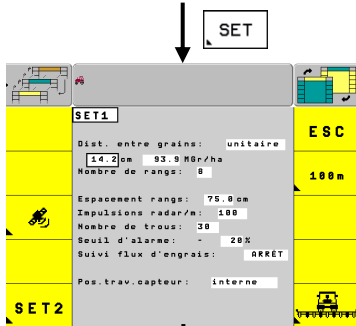 SET
SET1
ESC
Dist. entre grains: unitaire
14.2 cm 93.9 MGr/ha
Nombre de rangs: 8
100m
Espacement rangs: 75.0 cm
Impulsions radar/m: 100
Nombre de trous: 30
Seuil d'alarme: - 20%
Suivi flux d'engrais: ARRÊT
Pos.trav.capteur: interne
SET2